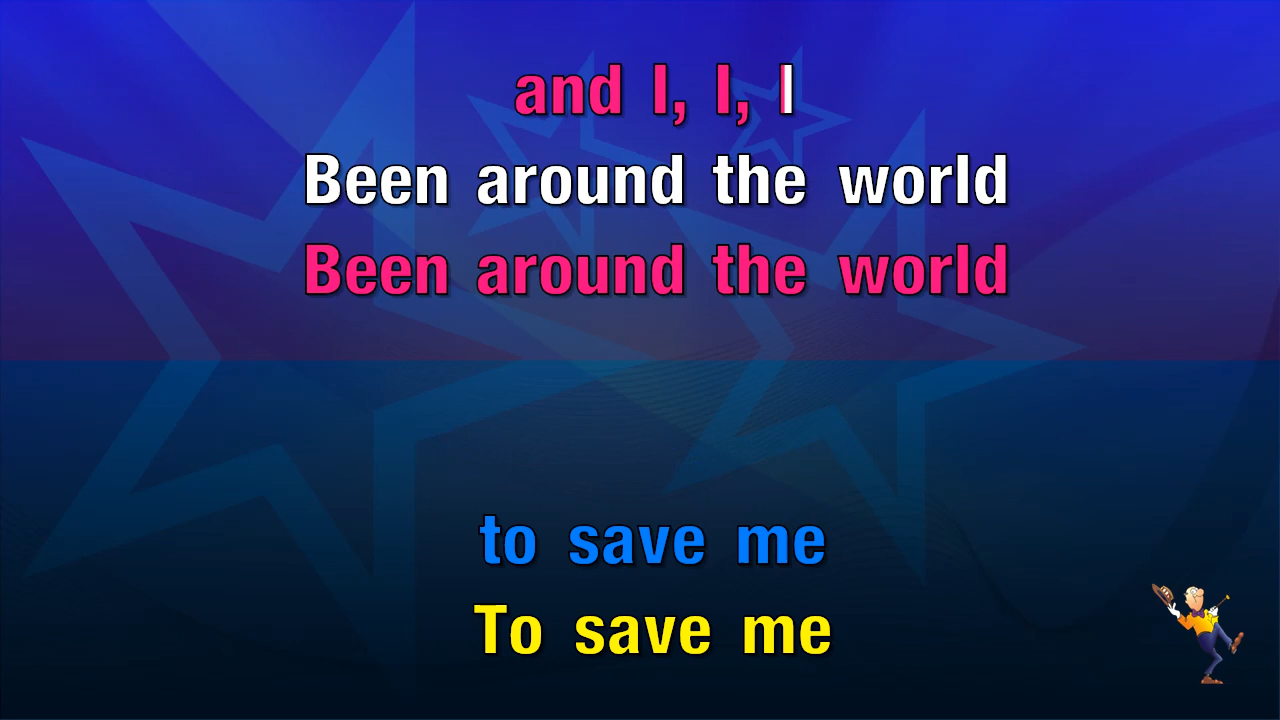 and I, I, I
Been around the world
Been around the world
to save me
To save me